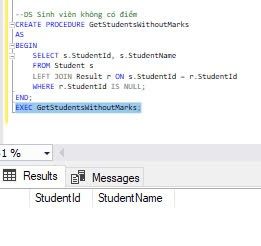 --DS Sinh viên không có điểm
CREATE PROCEDURE GetStudentsWithoutMarks
AS
BEGIN
SELECT s.StudentId, s.StudentName
FROM Student s
LEFT JOIN Result r ON s.StudentId = r.StudentId
WHERE r.StudentId IS NULL;
END;
EXEC GetStudentsWithoutMarks;
1 %
Results Messages
StudentId StudentName